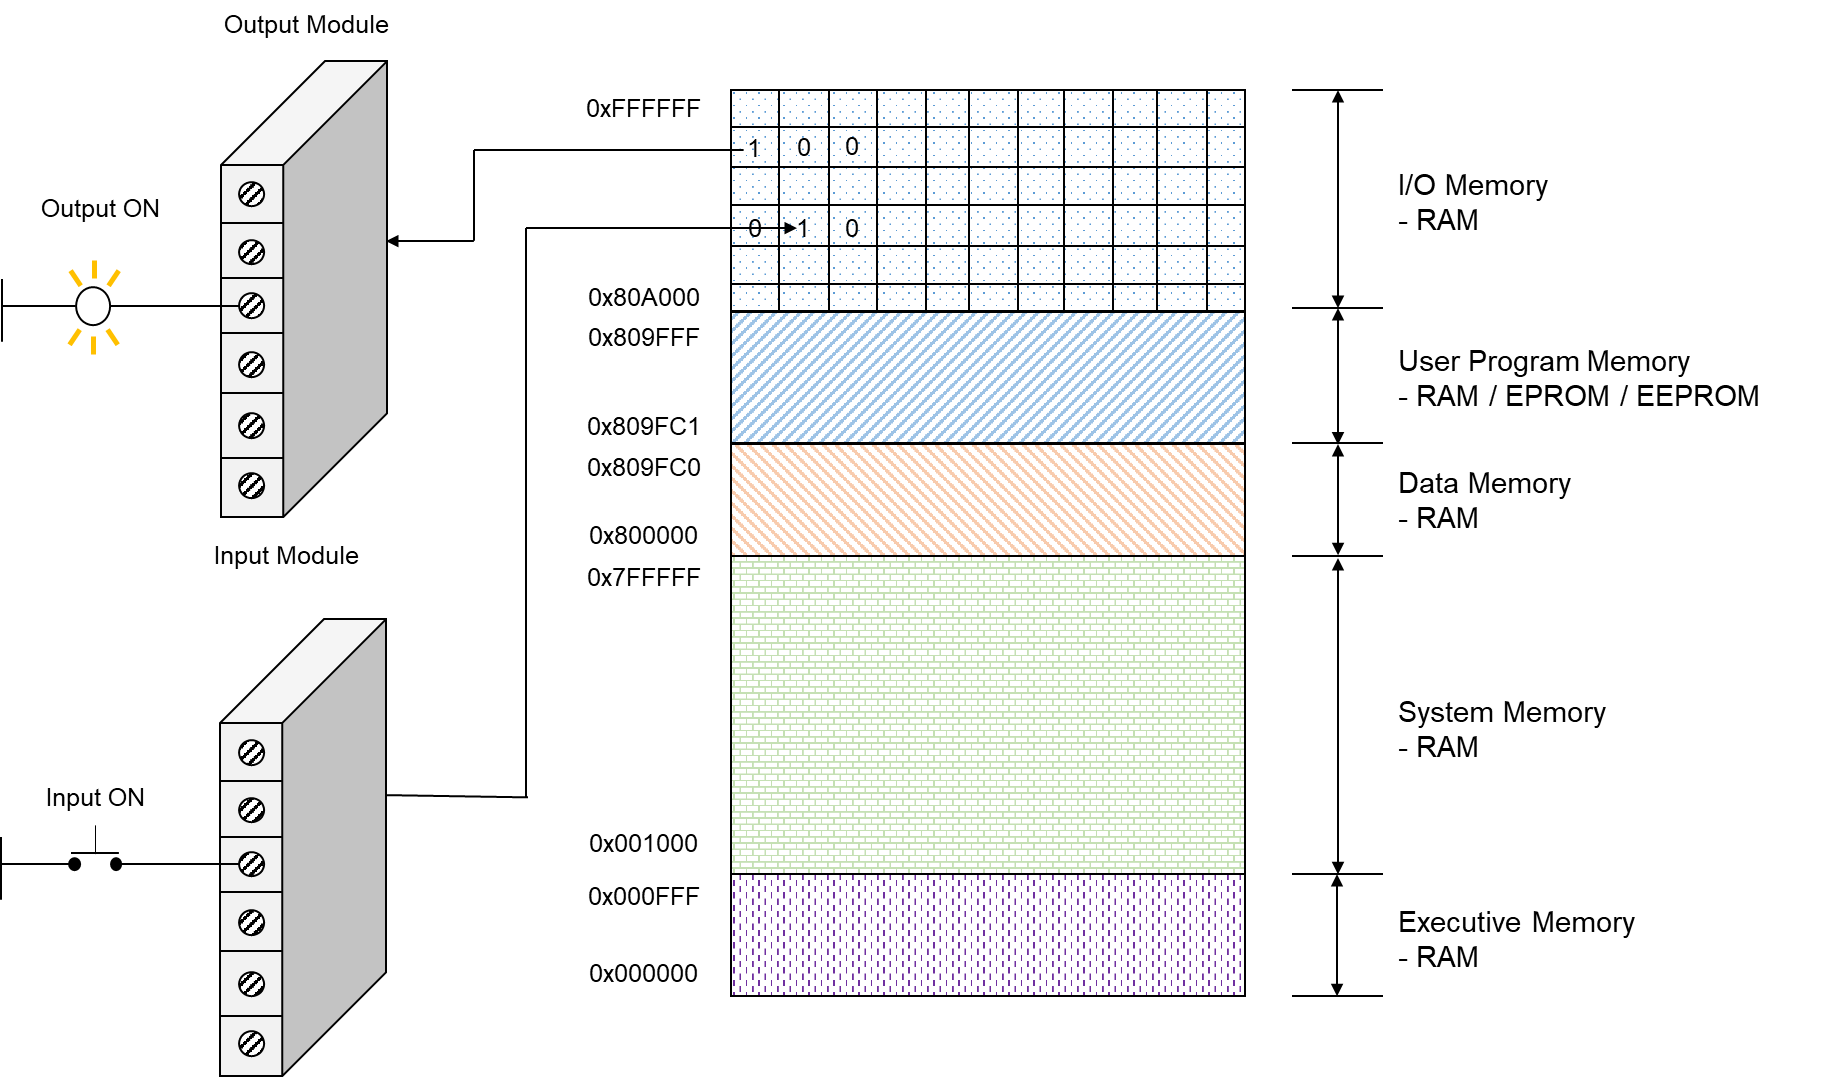 Output Module
Output ON
Input Module
Input ON
0xFFFFFF
1 0 0
0 1 0
0x80A000
0x809FFF
0x809FC1
0x809FC0
0x800000
0x7FFFFF
0x001000
0x000FFF
0x000000
I/O Memory
- RAM
User Program Memory
- RAM / EPROM / EEPROM
Data Memory
- RAM
System Memory
- RAM
Executive Memory
- RAM